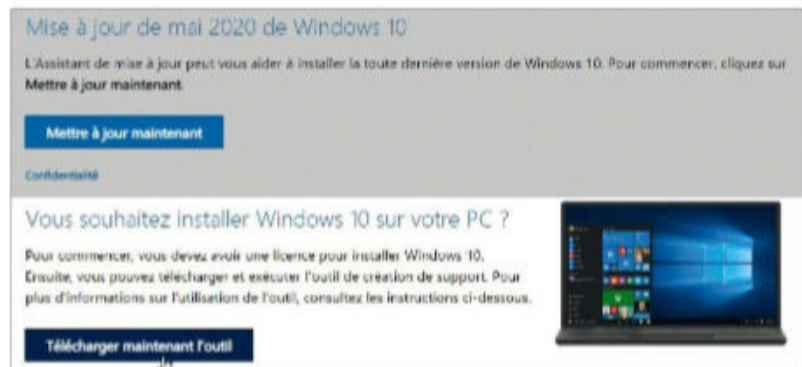 Mise à jour de mai 2020 de Windows 10
L'Assistant de mise à jour peut vous aider à installer la toute dernière version de Windows 10. Pour commencer, cliquez sur
Mettre à jour maintenant.
Mettre à jour maintenant
Confidentialité
Vous souhaitez installer Windows 10 sur votre PC ?
Pour commencer, vous devez avoir une licence pour installer Windows 10.
Ensuite, vous pouvez télécharger et exécuter l'outil de création de support. Pour
plus d'informations sur l'utilisation de l'outil, consultez les instructions ci-dessous.
Télécharger maintenant l'outil